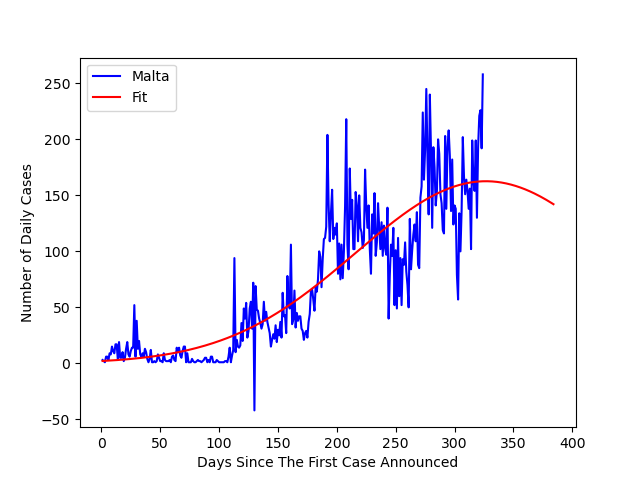 Malta
Fit
250
200
150
100
50
0
−50
0 50 100 150 200 250 300 350 400
Number of Daily Cases
Days Since The First Case Announced